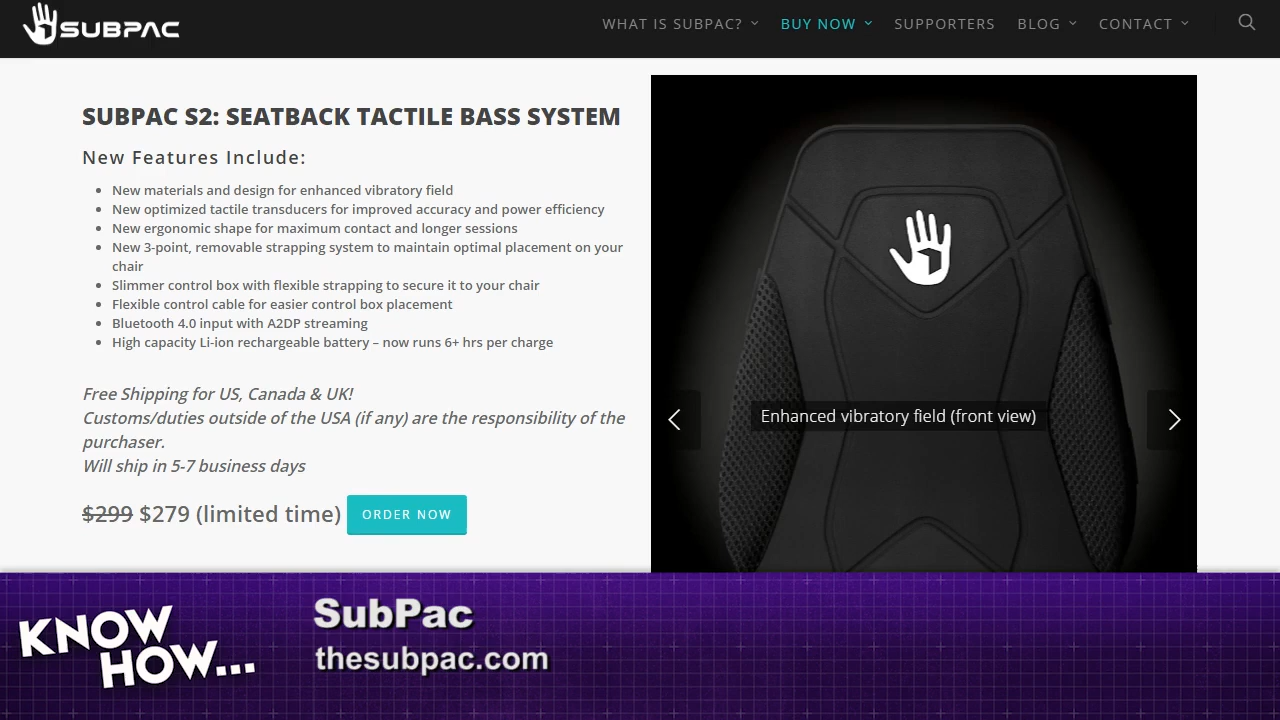 SUBPAC
WHAT IS SUBPAC?
BUY NOW
SUPPORTERS
BLOG
CONTACT
SUBPAC S2: SEATBACK TACTILE BASS SYSTEM
New Features Include:
New materials and design for enhanced vibratory field
New optimized tactile transducers for improved accuracy and power efficiency
New ergonomic shape for maximum contact and longer sessions
New 3-point, removable strapping system to maintain optimal placement on your
chair
Slimmer control box with flexible strapping to secure it to your chair
Flexible control cable for easier control box placement
Bluetooth 4.0 input with A2DP streaming
High capacity Li-ion rechargeable battery – now runs 6+ hrs per charge
Free Shipping for US, Canada & UK!
Customs/duties outside of the USA (if any) are the responsibility of the
purchaser.
Will ship in 5-7 business days
$299 $279 (limited time) ORDER NOW
Enhanced vibratory field (front view)
KNOW
HOW...
SubPac
thesubpac.com